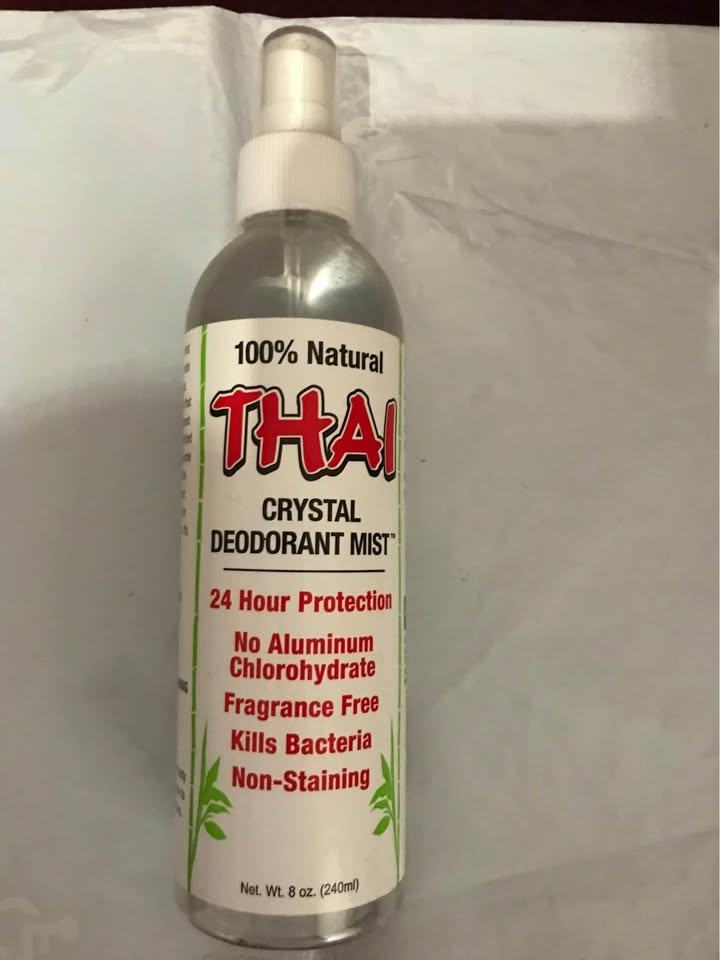 100% Natural
THAI
CRYSTAL
DEODORANT MIST™
24 Hour Protection
No Aluminum
Chlorohydrate
Fragrance Free
Kills Bacteria
Non-Staining
Net. Wt. 8 oz. (240ml)